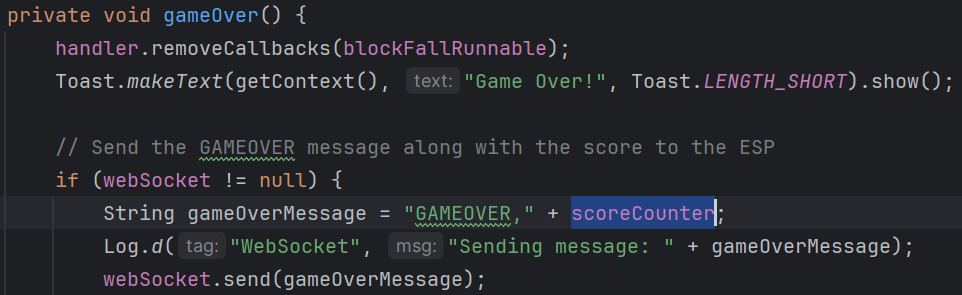 private void gameOver() {
handler.removeCallbacks(blockFallRunnable);
Toast.makeText(getContext(), text: "Game Over!", Toast.LENGTH_SHORT).show();
// Send the GAMEOVER message along with the score to the ESP
if (webSocket != null) {
String gameOverMessage = "GAMEOVER," + scoreCounter;
Log.d( tag: "WebSocket", msg: "Sending message: " + gameOverMessage);
webSocket.send(gameOverMessage);